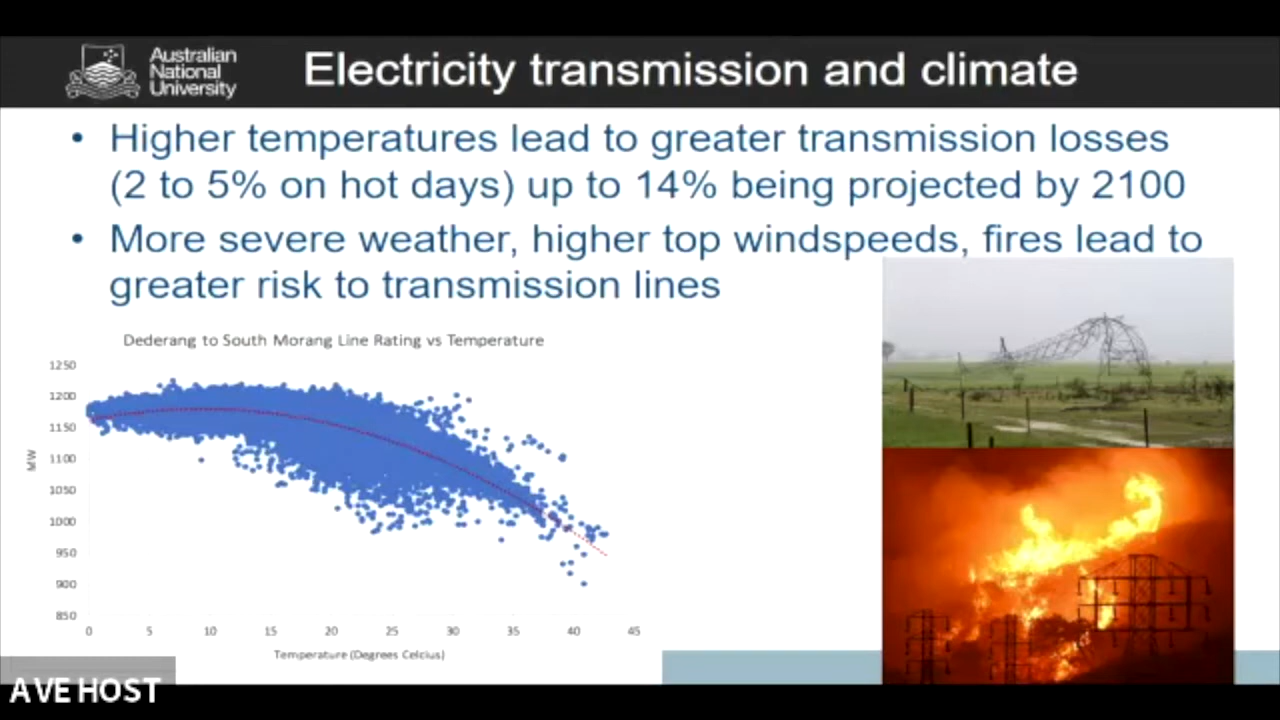 Australian
National
University
Electricity transmission and climate
• Higher temperatures lead to greater transmission losses
(2 to 5% on hot days) up to 14% being projected by 2100
• More severe weather, higher top windspeeds, fires lead to
greater risk to transmission lines
Dederang to South Morang Line Rating vs Temperature
1250
1200
1150
1100
1050
1000
950
900
850
MW
0 5 10 15 20 25 30 35 40 45
Temperature (Degrees Celcius)
AVE HOST